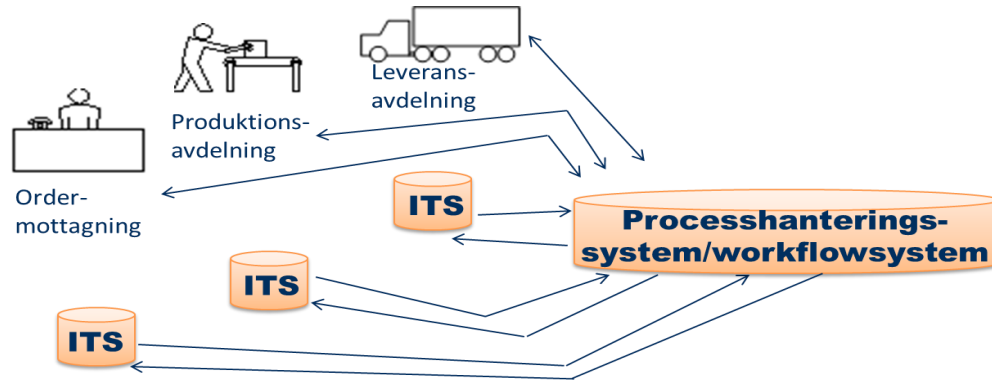 Leverans-
avdelning
Produktions-
avdelning
Order-
mottagning
ITS
Processhanterings-
system/workflowsystem
ITS
ITS